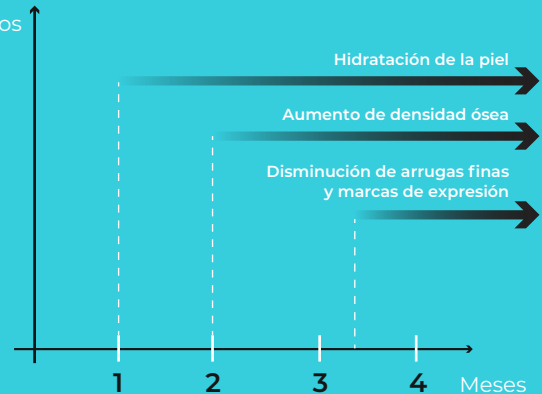 os
Hidratación de la piel
Aumento de densidad ósea
Disminución de arrugas finas
y marcas de expresión
1 2 3 4 Meses